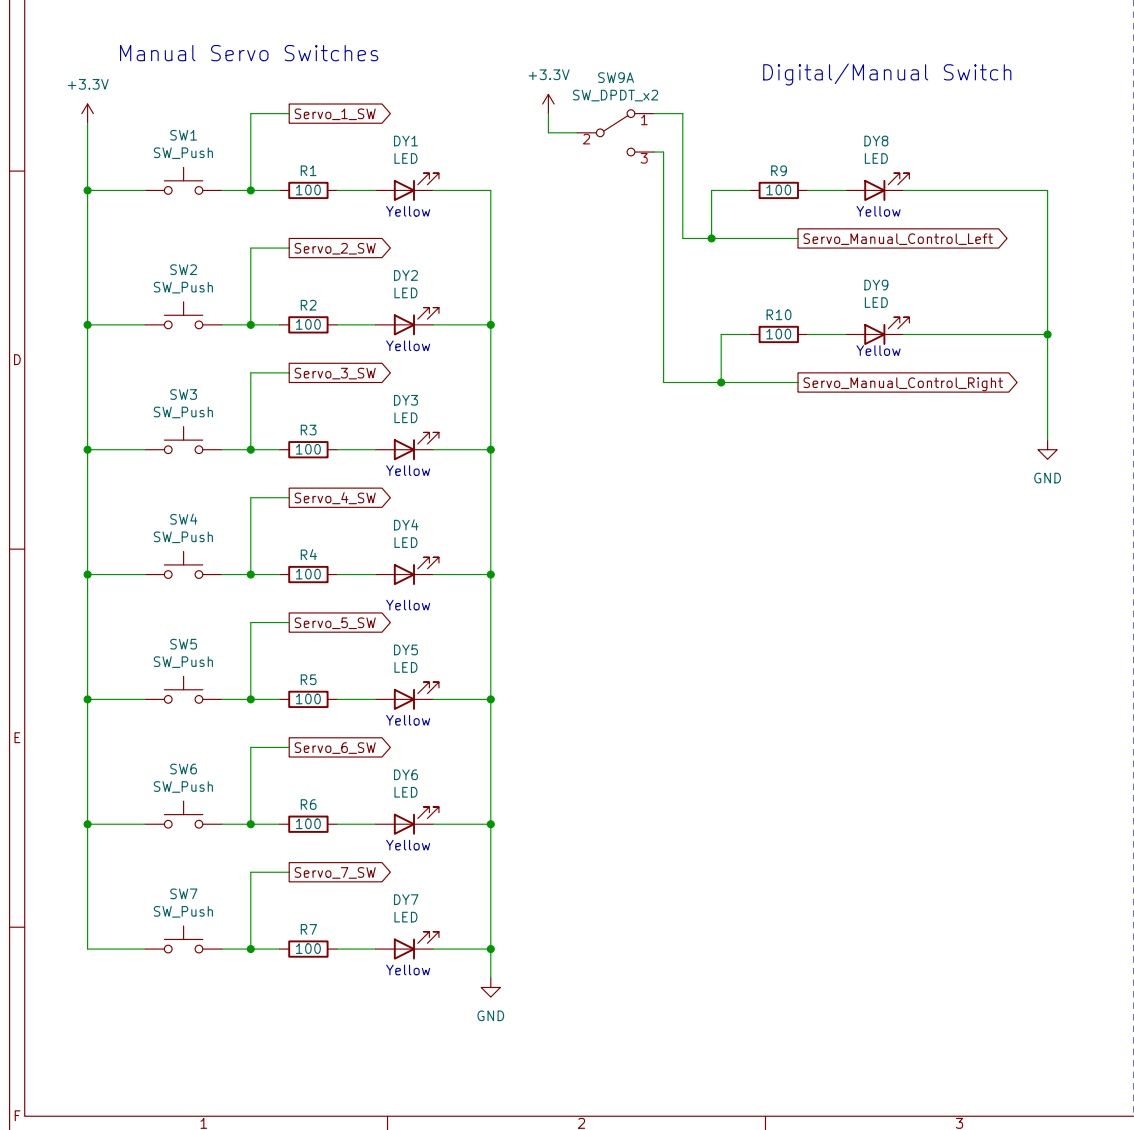 Manual Servo Switches
+3.3V
Servo_1_SW
SW1
SW_Push
R1
100
DY1
LED
Yellow
Servo_2_SW
SW2
SW_Push
R2
100
DY2
LED
Yellow
Servo_3_SW
SW3
SW_Push
R3
100
DY3
LED
Yellow
Servo_4_SW
SW4
SW_Push
R4
100
DY4
LED
Yellow
Servo_5_SW
SW5
SW_Push
R5
100
DY5
LED
Yellow
Servo_6_SW
SW6
SW_Push
R6
100
DY6
LED
Yellow
Servo_7_SW
SW7
SW_Push
R7
100
DY7
LED
Yellow
GND
Digital/Manual Switch
+3.3V
SW9A
SW_DPDT_x2
1
2
3
R9
100
DY8
LED
Yellow
Servo_Manual_Control_Left
R10
100
DY9
LED
Yellow
Servo_Manual_Control_Right
GND
D
E
F
1
2
3